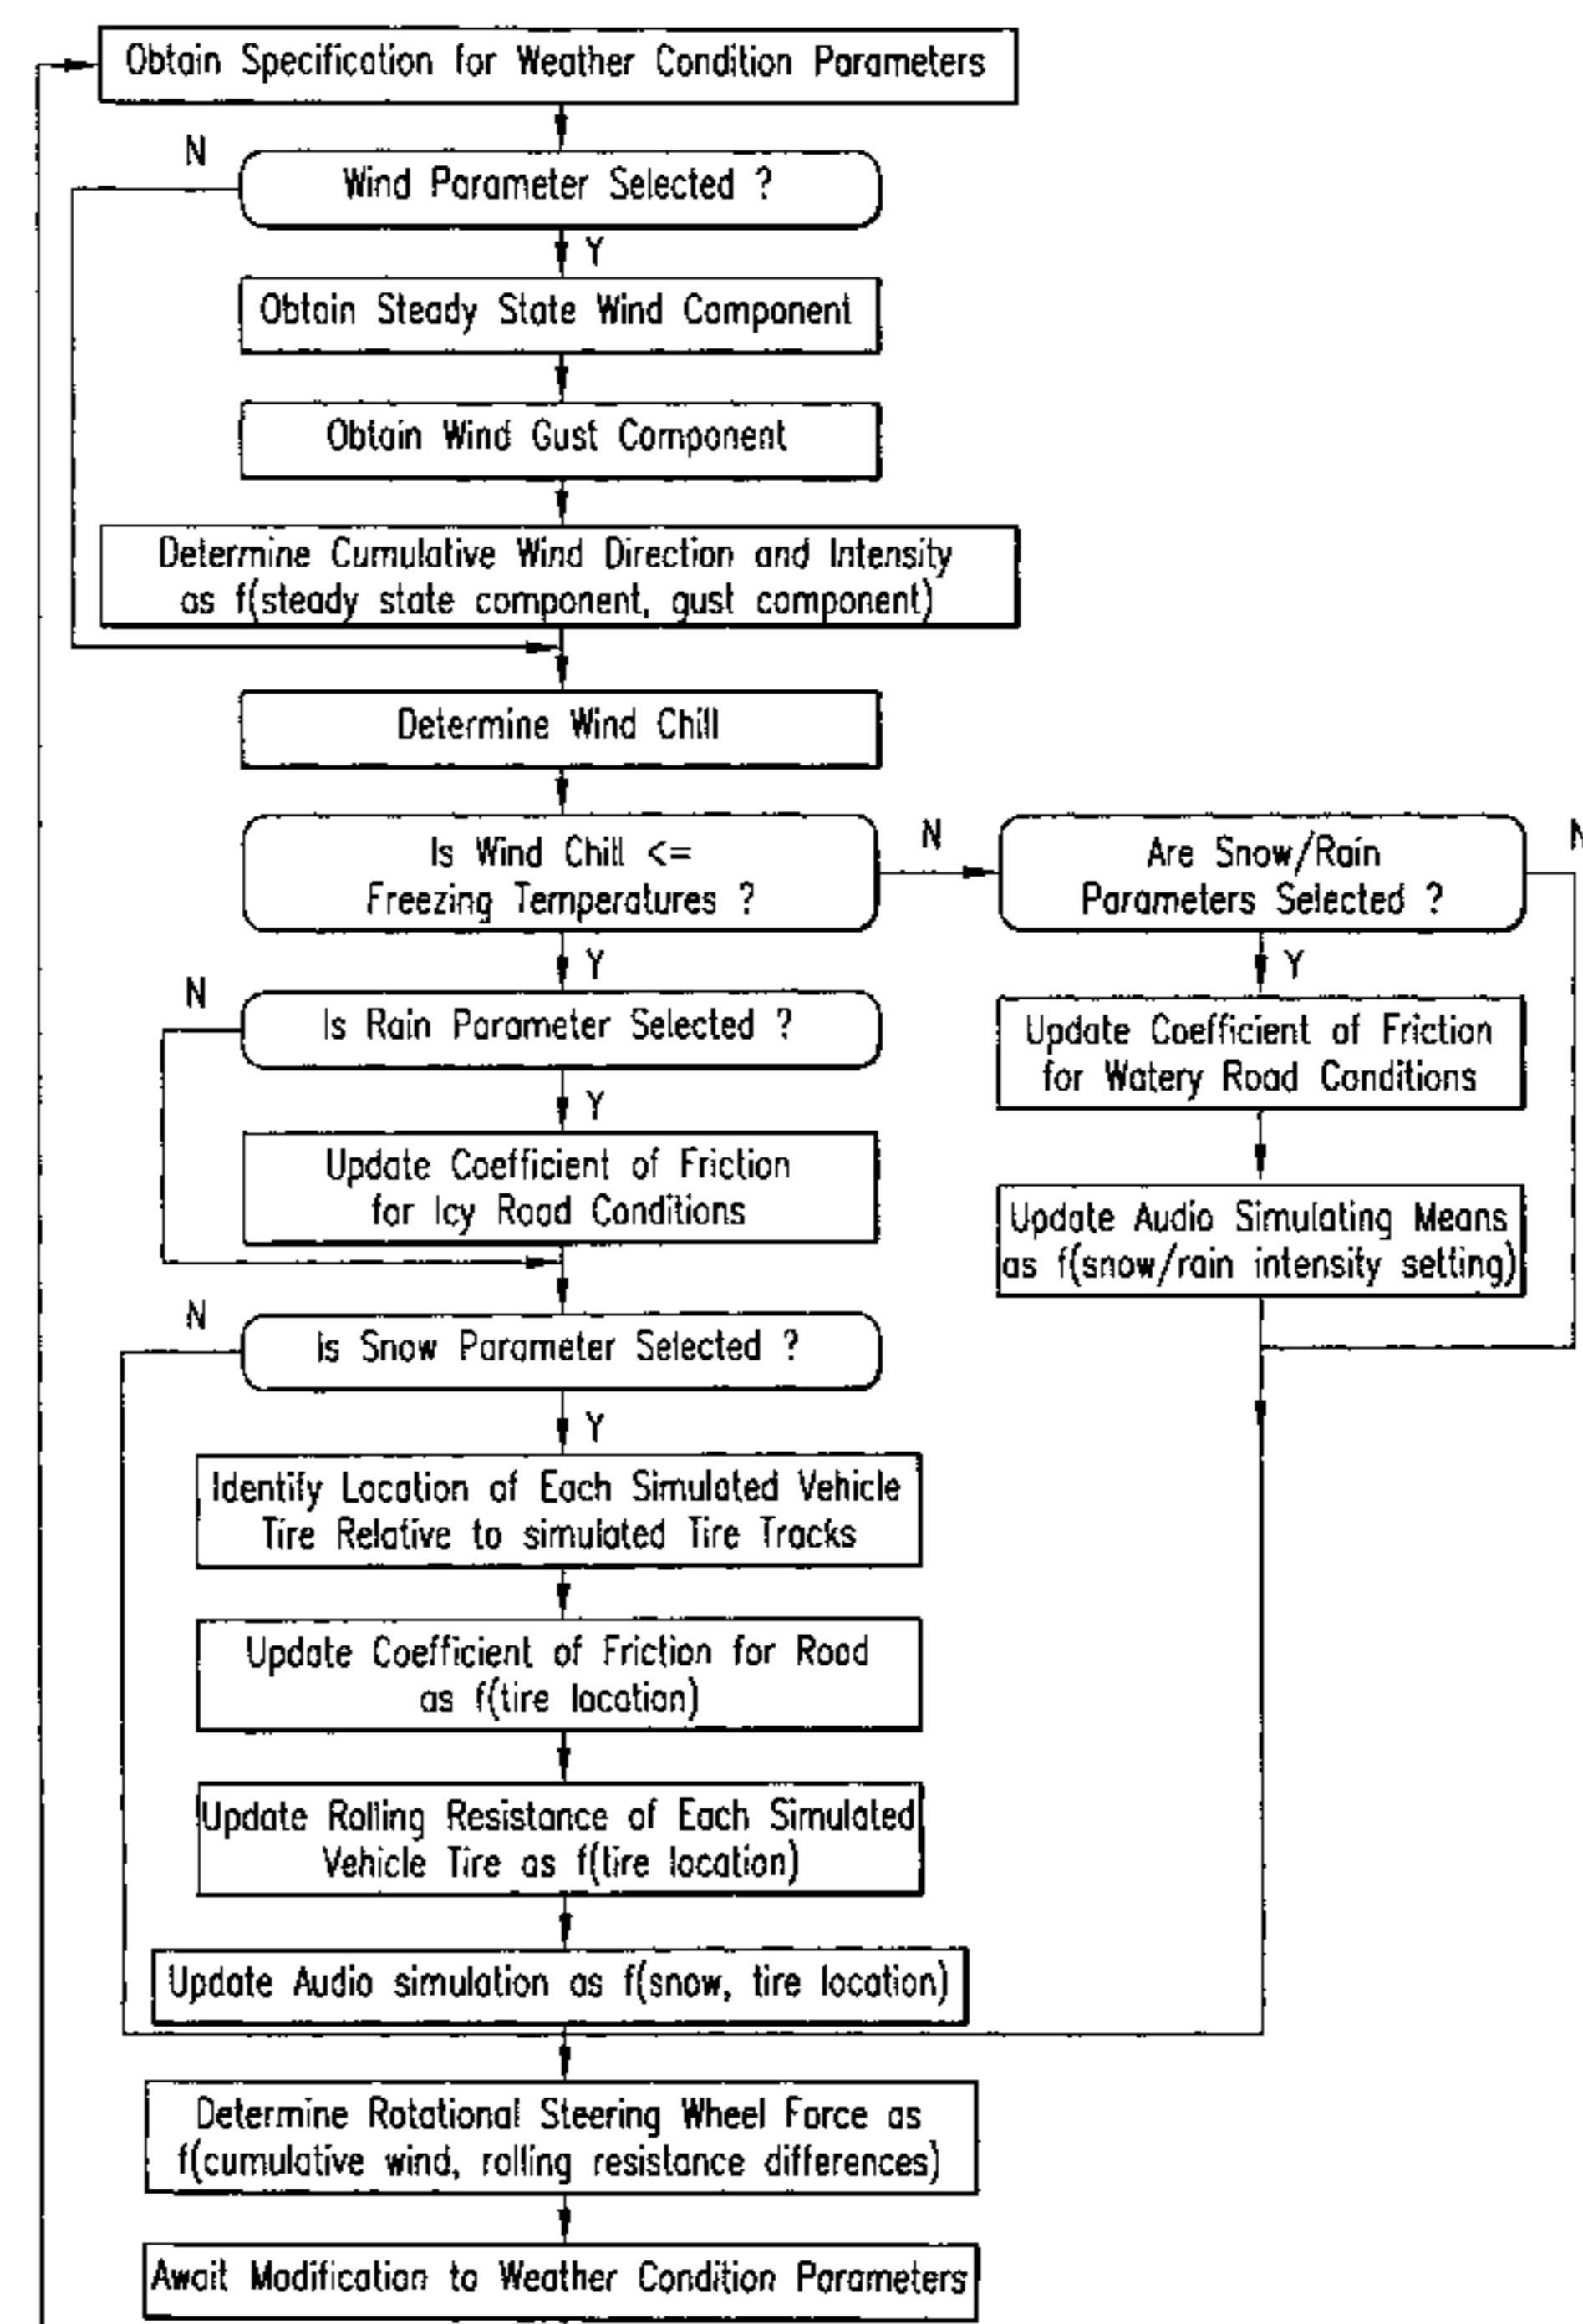 Obtain Specification for Weather Condition Parameters
N
Wind Parameter Selected ?
Y
Obtain Steady State Wind Component
Obtain Wind Gust Component
Determine Cumulative Wind Direction and Intensity
as f(steady state component, gust component)
Determine Wind Chill
Is Wind Chill <=
Freezing Temperatures ?
N
Are Snow/Rain
Parameters Selected ?
N
Y
Y
N
Is Rain Parameter Selected ?
Update Coefficient of Friction
for Watery Road Conditions
Y
Update Coefficient of Friction
for Icy Road Conditions
Update Audio Simulating Means
as f(snow/rain intensity setting)
N
Is Snow Parameter Selected ?
Y
Identify Location of Each Simulated Vehicle
Tire Relative to simulated Tire Tracks
Update Coefficient of Friction for Road
as f(tire location)
Update Rolling Resistance of Each Simulated
Vehicle Tire as f(tire location)
Update Audio simulation as f(snow, tire location)
Determine Rotational Steering Wheel Force as
f(cumulative wind, rolling resistance differences)
Await Modification to Weather Condition Parameters